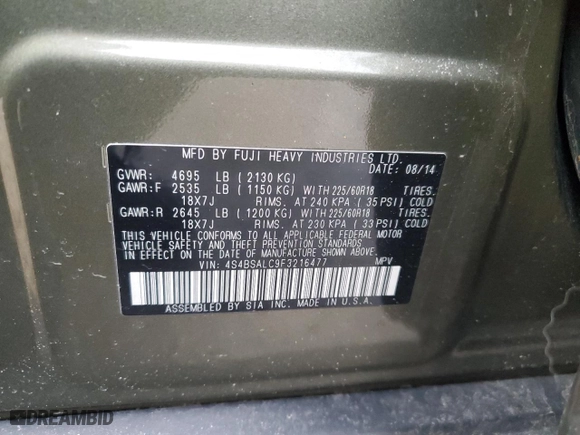 MFD BY FUJI HEAVY INDUSTRIES LTD.
GVWR: 4695 LB ( 2130 KG) DATE: 08/14
GAWR:F 2535 LB ( 1150 KG) WITH 225/60R18 TIRES.
18X7J RIMS. AT 240 KPA ( 35 PSI) COLD
GAWR:R 2645 LB ( 1200 KG) WITH 225/60R18 TIRES.
18X7J RIMS. AT 230 KPA ( 33 PSI) COLD
THIS VEHICLE CONFORMS TO ALL APPLICABLE FEDERAL MOTOR
VEHICLE SAFETY AND THEFT PREVENTION STANDARDS
IN EFFECT ON THE DATE OF MANUFACTURE SHOWN ABOVE.
VIN: 4S4BSALC9F3216477 MPV
ASSEMBLED BY SIA INC. MADE IN U.S.A.
DREAMBID